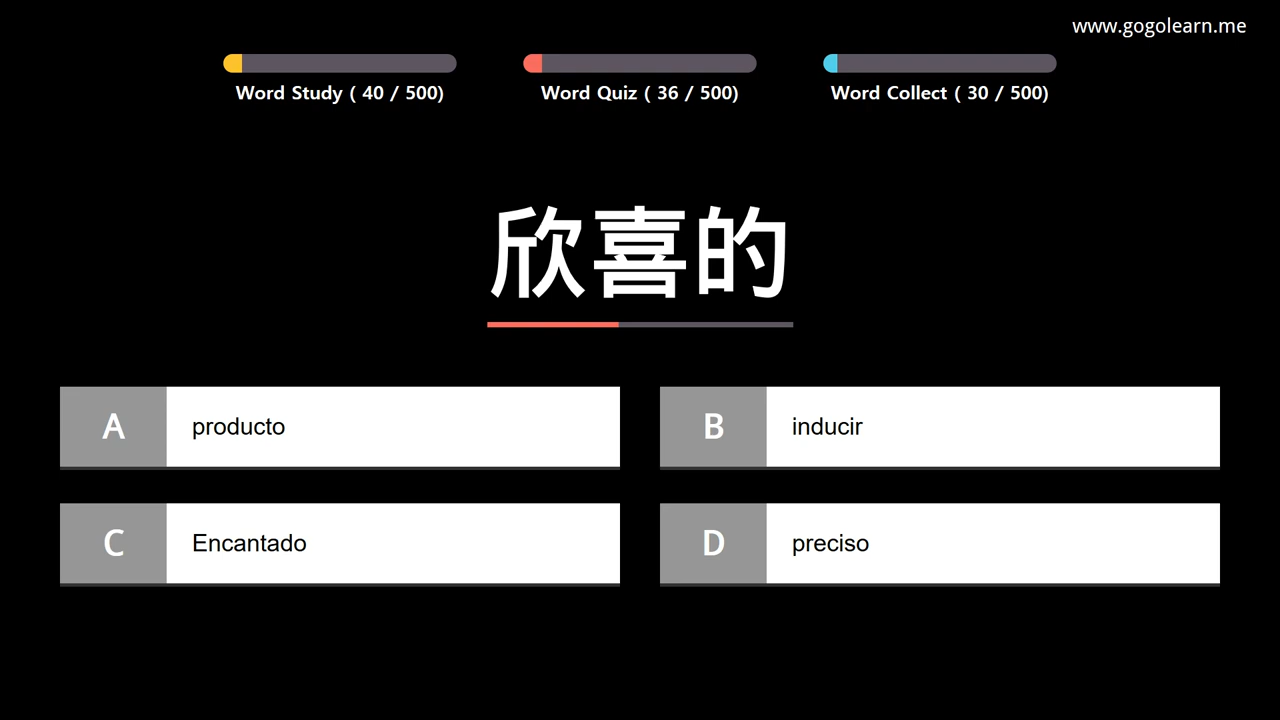 www.gogolearn.me
Word Study ( 40 / 500)
Word Quiz ( 36 / 500)
Word Collect ( 30 / 500)
欣喜的
A producto
B inducir
C Encantado
D preciso